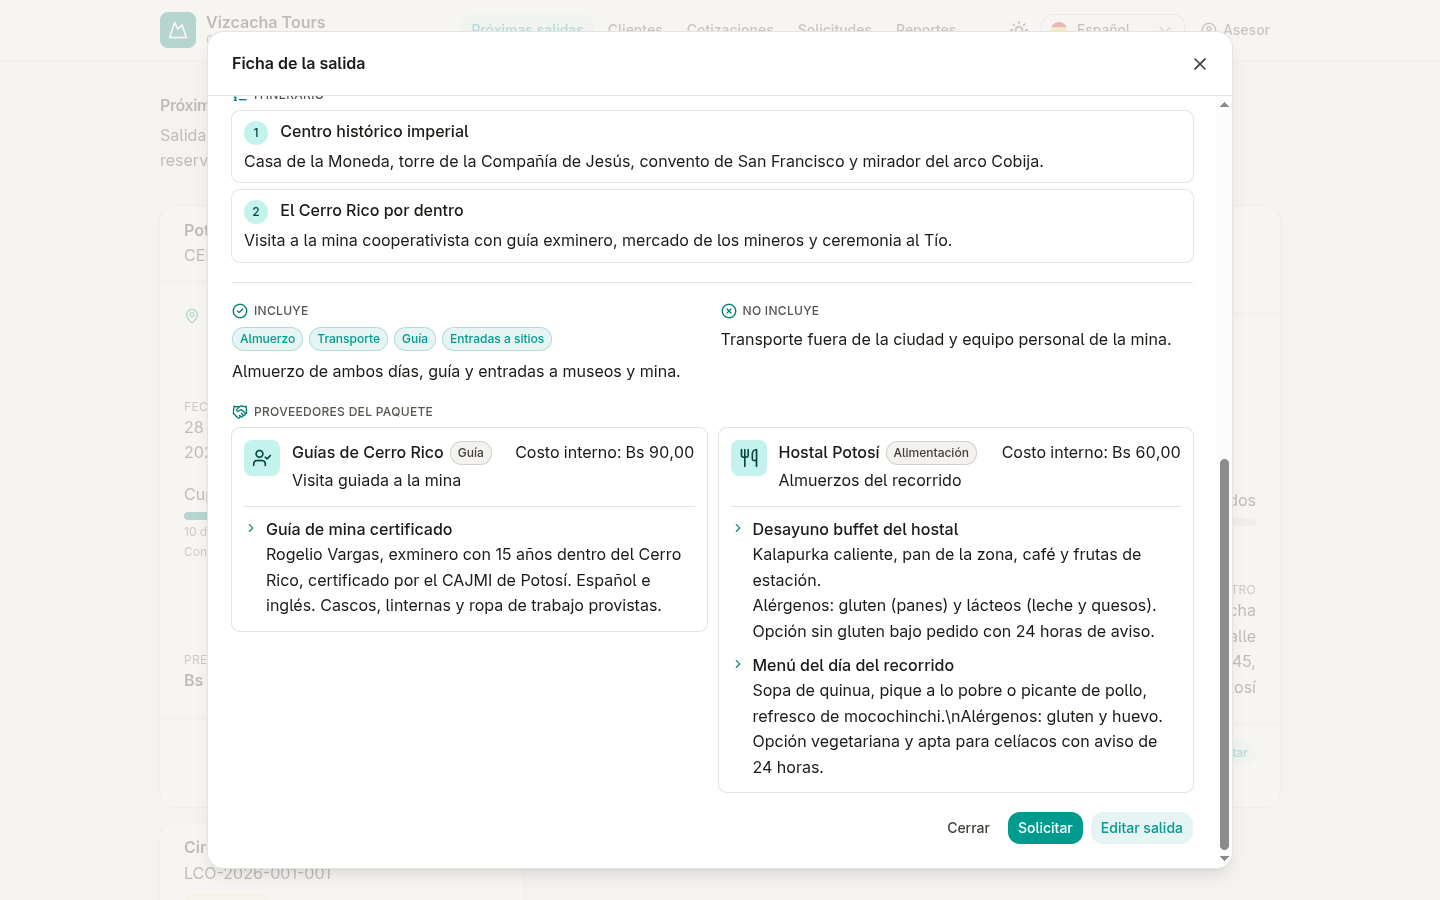 Vizcacha Tours
Próximas salidas
Clientes
Cotizaciones
Solicitudes
Reportes
Español
Asesor
Ficha de la salida
ITINERARIO
1 Centro histórico imperial
Casa de la Moneda, torre de la Compañía de Jesús, convento de San Francisco y mirador del arco Cobija.
2 El Cerro Rico por dentro
Visita a la mina cooperativista con guía exminero, mercado de los mineros y ceremonia al Tío.
INCLUYE
Almuerzo Transporte Guía Entradas a sitios
Almuerzo de ambos días, guía y entradas a museos y mina.
NO INCLUYE
Transporte fuera de la ciudad y equipo personal de la mina.
PROVEEDORES DEL PAQUETE
Guías de Cerro Rico Guía Costo interno: Bs 90,00
Visita guiada a la mina
Guía de mina certificado
Rogelio Vargas, exminero con 15 años dentro del Cerro
Rico, certificado por el CAJMI de Potosí. Español e
inglés. Cascos, linternas y ropa de trabajo provistas.
Hostal Potosí Alimentación Costo interno: Bs 60,00
Almuerzos del recorrido
Desayuno buffet del hostal
Kalapurka caliente, pan de la zona, café y frutas de
estación.
Alérgenos: gluten (panes) y lácteos (leche y quesos).
Opción sin gluten bajo pedido con 24 horas de aviso.
Menú del día del recorrido
Sopa de quinua, pique a lo pobre o picante de pollo,
refresco de mocochinchi.\nAlérgenos: gluten y huevo.
Opción vegetariana y apta para celíacos con aviso de
24 horas.
Cerrar
Solicitar
Editar salida
LCO-2026-001-001